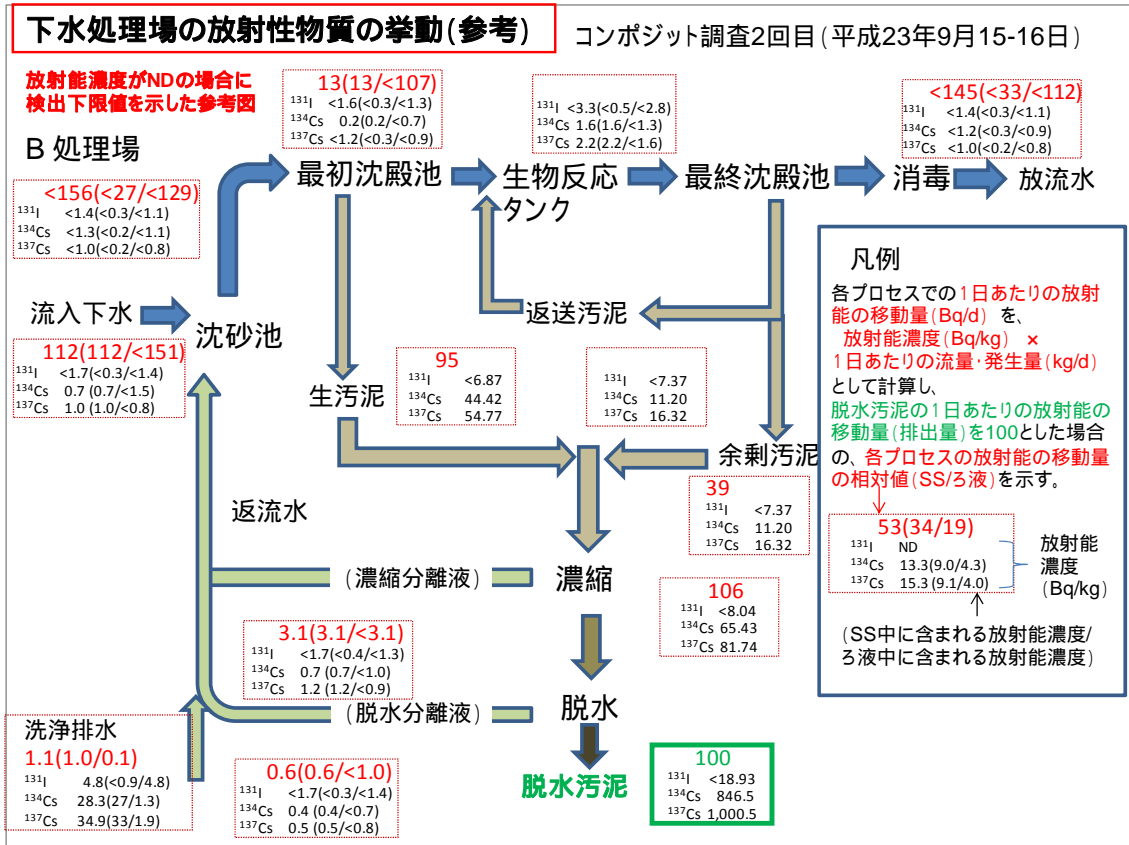 下水処理場の放射性物質の挙動(参考)
コンポジット調査2回目(平成23年9月15-16日)
放射能濃度がNDの場合に
検出下限値を示した参考図
B 処理場
<156(<27/<129)
¹³¹I <1.4(<0.3/<1.1)
¹³⁴Cs <1.3(<0.2/<1.1)
¹³⁷Cs <1.0(<0.2/<0.8)
13(13/<107)
¹³¹I <1.6(<0.3/<1.3)
¹³⁴Cs 0.2(0.2/<0.7)
¹³⁷Cs <1.2(<0.3/<0.9)
¹³¹I <3.3(<0.5/<2.8)
¹³⁴Cs 1.6(1.6/<1.3)
¹³⁷Cs 2.2(2.2/<1.6)
<145(<33/<112)
¹³¹I <1.4(<0.3/<1.1)
¹³⁴Cs <1.2(<0.3/<0.9)
¹³⁷Cs <1.0(<0.2/<0.8)
最初沈殿池
生物反応
タンク
最終沈殿池
消毒
放流水
流入下水
沈砂池
112(112/<151)
¹³¹I <1.7(<0.3/<1.4)
¹³⁴Cs 0.7 (0.7/<1.5)
¹³⁷Cs 1.0 (1.0/<0.8)
返送汚泥
生汚泥
95
¹³¹I <6.87
¹³⁴Cs 44.42
¹³⁷Cs 54.77
¹³¹I <7.37
¹³⁴Cs 11.20
¹³⁷Cs 16.32
余剰汚泥
39
¹³¹I <7.37
¹³⁴Cs 11.20
¹³⁷Cs 16.32
返流水
(濃縮分離液)
濃縮
106
¹³¹I <8.04
¹³⁴Cs 65.43
¹³⁷Cs 81.74
3.1(3.1/<3.1)
¹³¹I <1.7(<0.4/<1.3)
¹³⁴Cs 0.7 (0.7/<1.0)
¹³⁷Cs 1.2 (1.2/<0.9)
(脱水分離液)
脱水
洗浄排水
1.1(1.0/0.1)
¹³¹I 4.8(<0.9/4.8)
¹³⁴Cs 28.3(27/1.3)
¹³⁷Cs 34.9(33/1.9)
0.6(0.6/<1.0)
¹³¹I <1.7(<0.3/<1.4)
¹³⁴Cs 0.4 (0.4/<0.7)
¹³⁷Cs 0.5 (0.5/<0.8)
脱水汚泥
100
¹³¹I <18.93
¹³⁴Cs 846.5
¹³⁷Cs 1,000.5
凡例
各プロセスでの1日あたりの放射
能の移動量(Bq/d) を、
放射能濃度(Bq/kg) ×
1日あたりの流量・発生量(kg/d)
として計算し、
脱水汚泥の1日あたりの放射能の
移動量(排出量)を100とした場合
の、各プロセスの放射能の移動量
の相対値(SS/ろ液)を示す。
53(34/19)
¹³¹I ND
¹³⁴Cs 13.3(9.0/4.3)
¹³⁷Cs 15.3 (9.1/4.0)
放射能
濃度
(Bq/kg)
(SS中に含まれる放射能濃度/
ろ液中に含まれる放射能濃度)